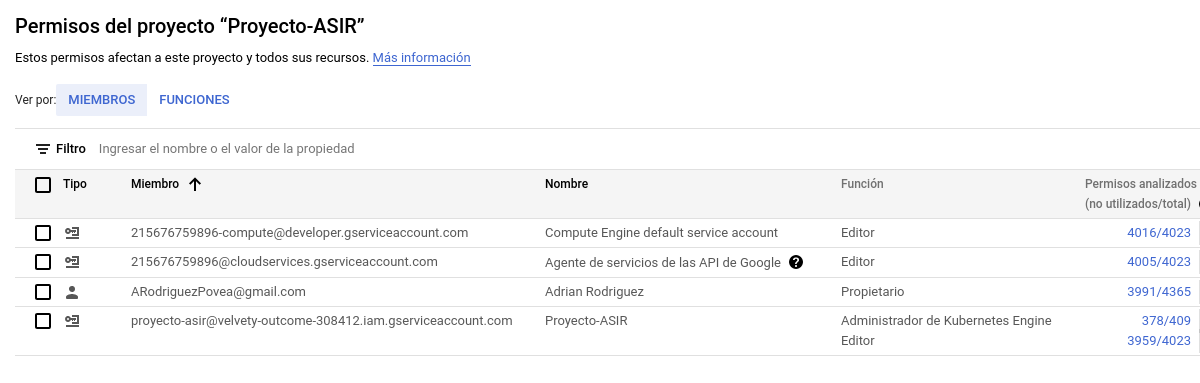 Permisos del proyecto “Proyecto-ASIR”
Estos permisos afectan a este proyecto y todos sus recursos. Más información
Ver por: MIEMBROS FUNCIONES
Filtro Ingresar el nombre o el valor de la propiedad
Tipo Miembro Nombre Función Permisos analizados
(no utilizados/total)
215676759896-compute@developer.gserviceaccount.com Compute Engine default service account Editor 4016/4023
215676759896@cloudservices.gserviceaccount.com Agente de servicios de las API de Google ? Editor 4005/4023
ARodriguezPovea@gmail.com Adrian Rodriguez Propietario 3991/4365
proyecto-asir@velvety-outcome-308412.iam.gserviceaccount.com Proyecto-ASIR Administrador de Kubernetes Engine 378/409
Editor 3959/4023